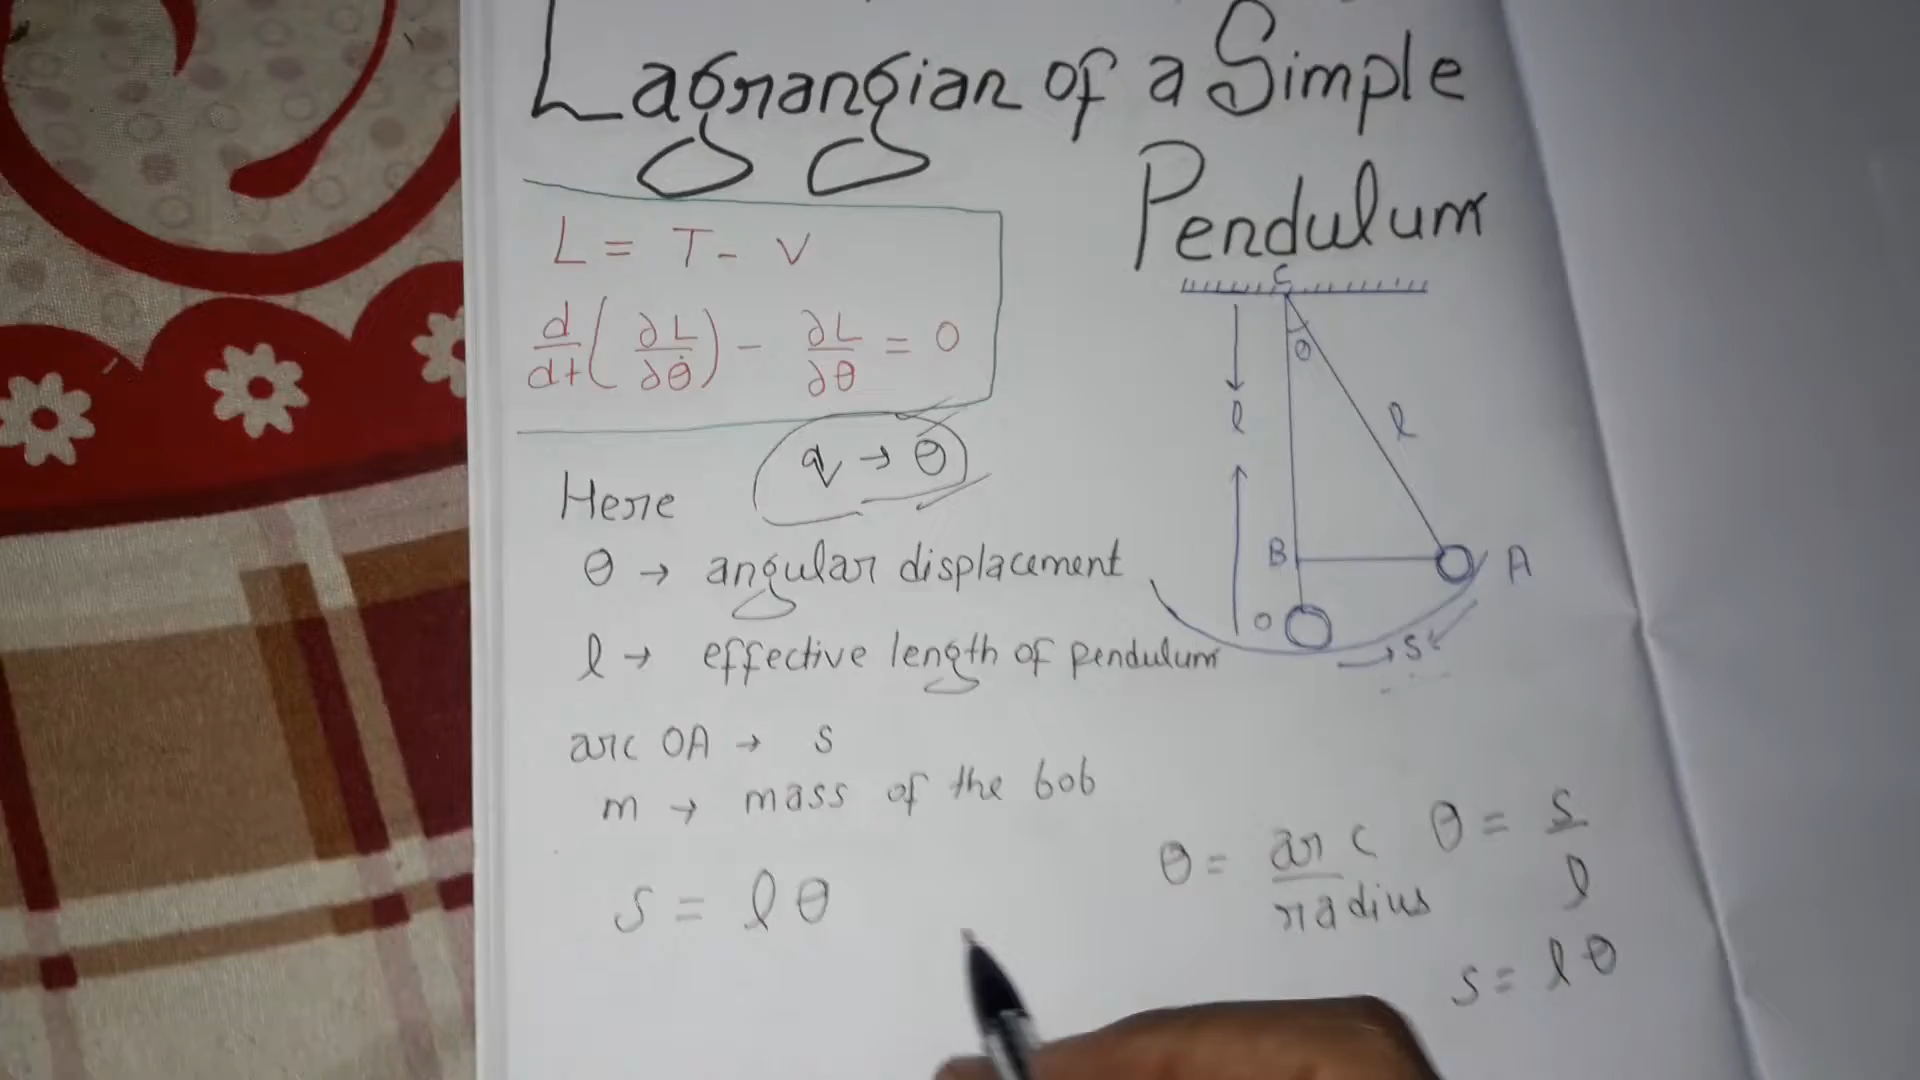 Lagrangian of a Simple
Pendulum
L = T - V
d/dt(∂L/∂θ̇) - ∂L/∂θ = 0
q → θ
Here
θ → angular displacement
l → effective length of pendulum
arc OA → s
m → mass of the bob
s = lθ
C
θ
l
l
B
A
O
→ s
θ = arc/radius
θ = s/l
s = lθ